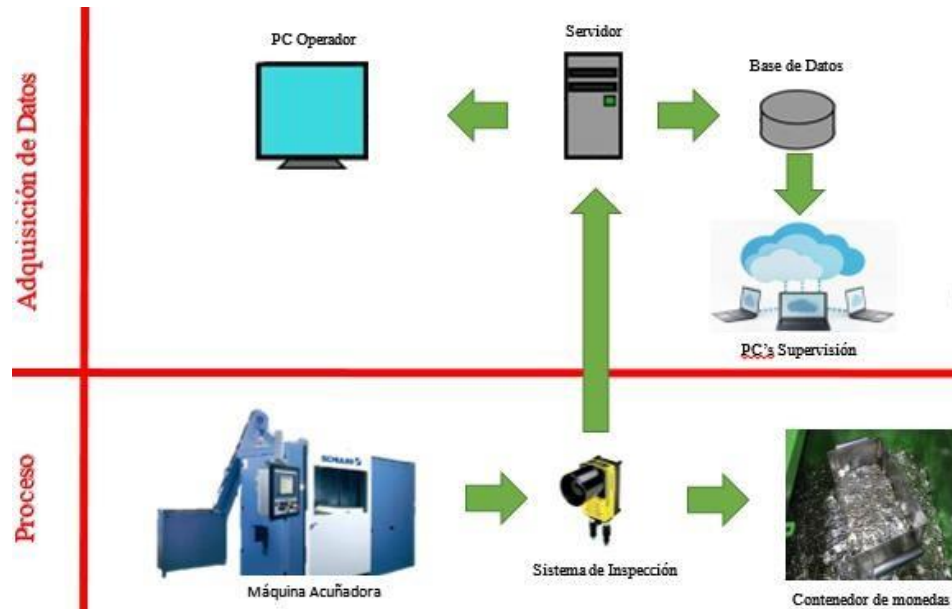 Adquisición de Datos
PC Operador
Servidor
Base de Datos
PC's Supervisión
Proceso
SCHULER
Máquina Acuñadora
Sistema de Inspección
Contenedor de monedas